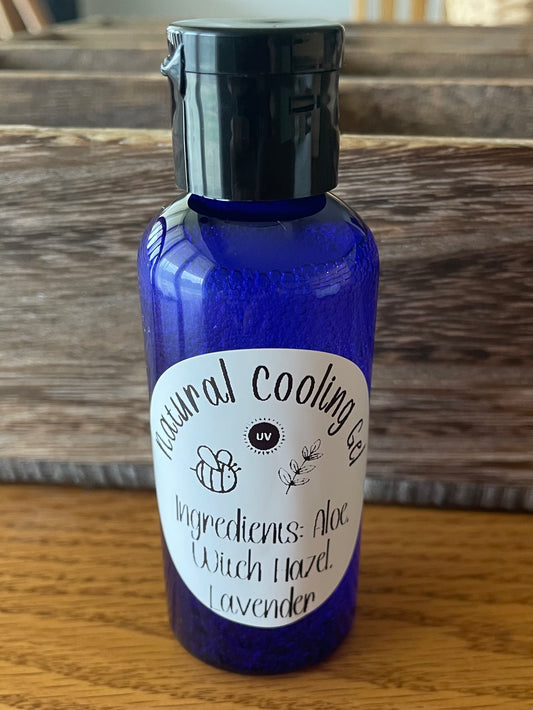 Natural Cooling Gel
UV
Ingredients: Aloe,
Witch Hazel,
Lavender